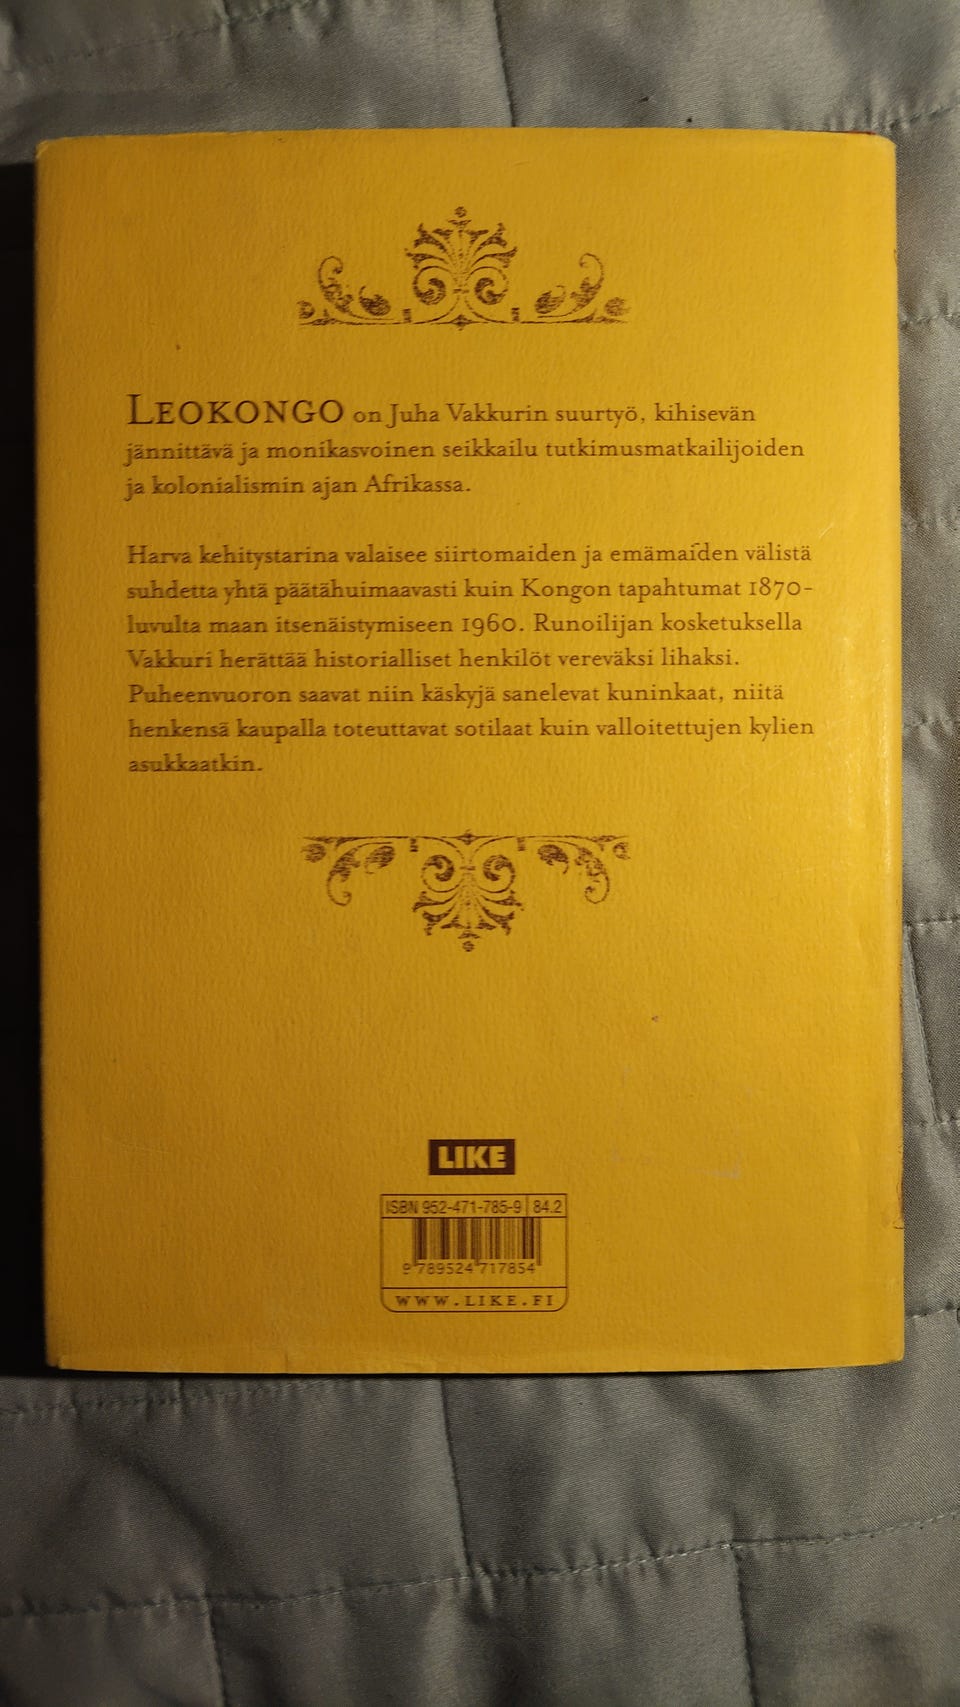 LEOKONGO on Juha Vakkurin suurtyö, kihisevän
jännittävä ja monikasvoinen seikkailu tutkimusmatkailijoiden
ja kolonialismin ajan Afrikassa.
Harva kehitystarina valaisee siirtomaiden ja emämaiden välistä
suhdetta yhtä päätähuimaavasti kuin Kongon tapahtumat 1870-
luvulta maan itsenäistymiseen 1960. Runoilijan kosketuksella
Vakkuri herättää historialliset henkilöt vereväksi lihaksi.
Puheenvuoron saavat niin käskyjä sanelevat kuninkaat, niitä
henkensä kaupalla toteuttavat sotilaat kuin valloitettujen kylien
asukkaatkin.
LIKE
ISBN 952-471-785-9 84.2
9 789524 717854
WWW.LIKE.FI